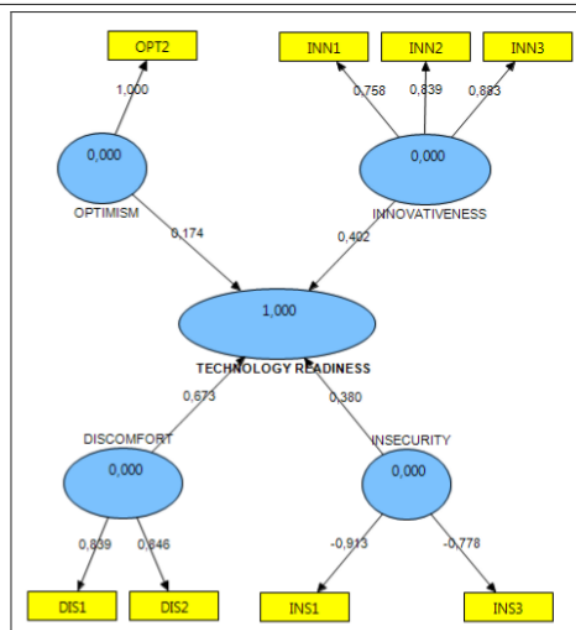 OPT2
INN1 INN2 INN3
1,000
0,758 0,839 0,883
0,000
0,000
OPTIMISM
INNOVATIVENESS
0,174
0,402
1,000
TECHNOLOGY READINESS
0,673
0,380
DISCOMFORT
INSECURITY
0,000
0,000
0,839 0,846
-0,913 -0,778
DIS1 DIS2
INS1 INS3